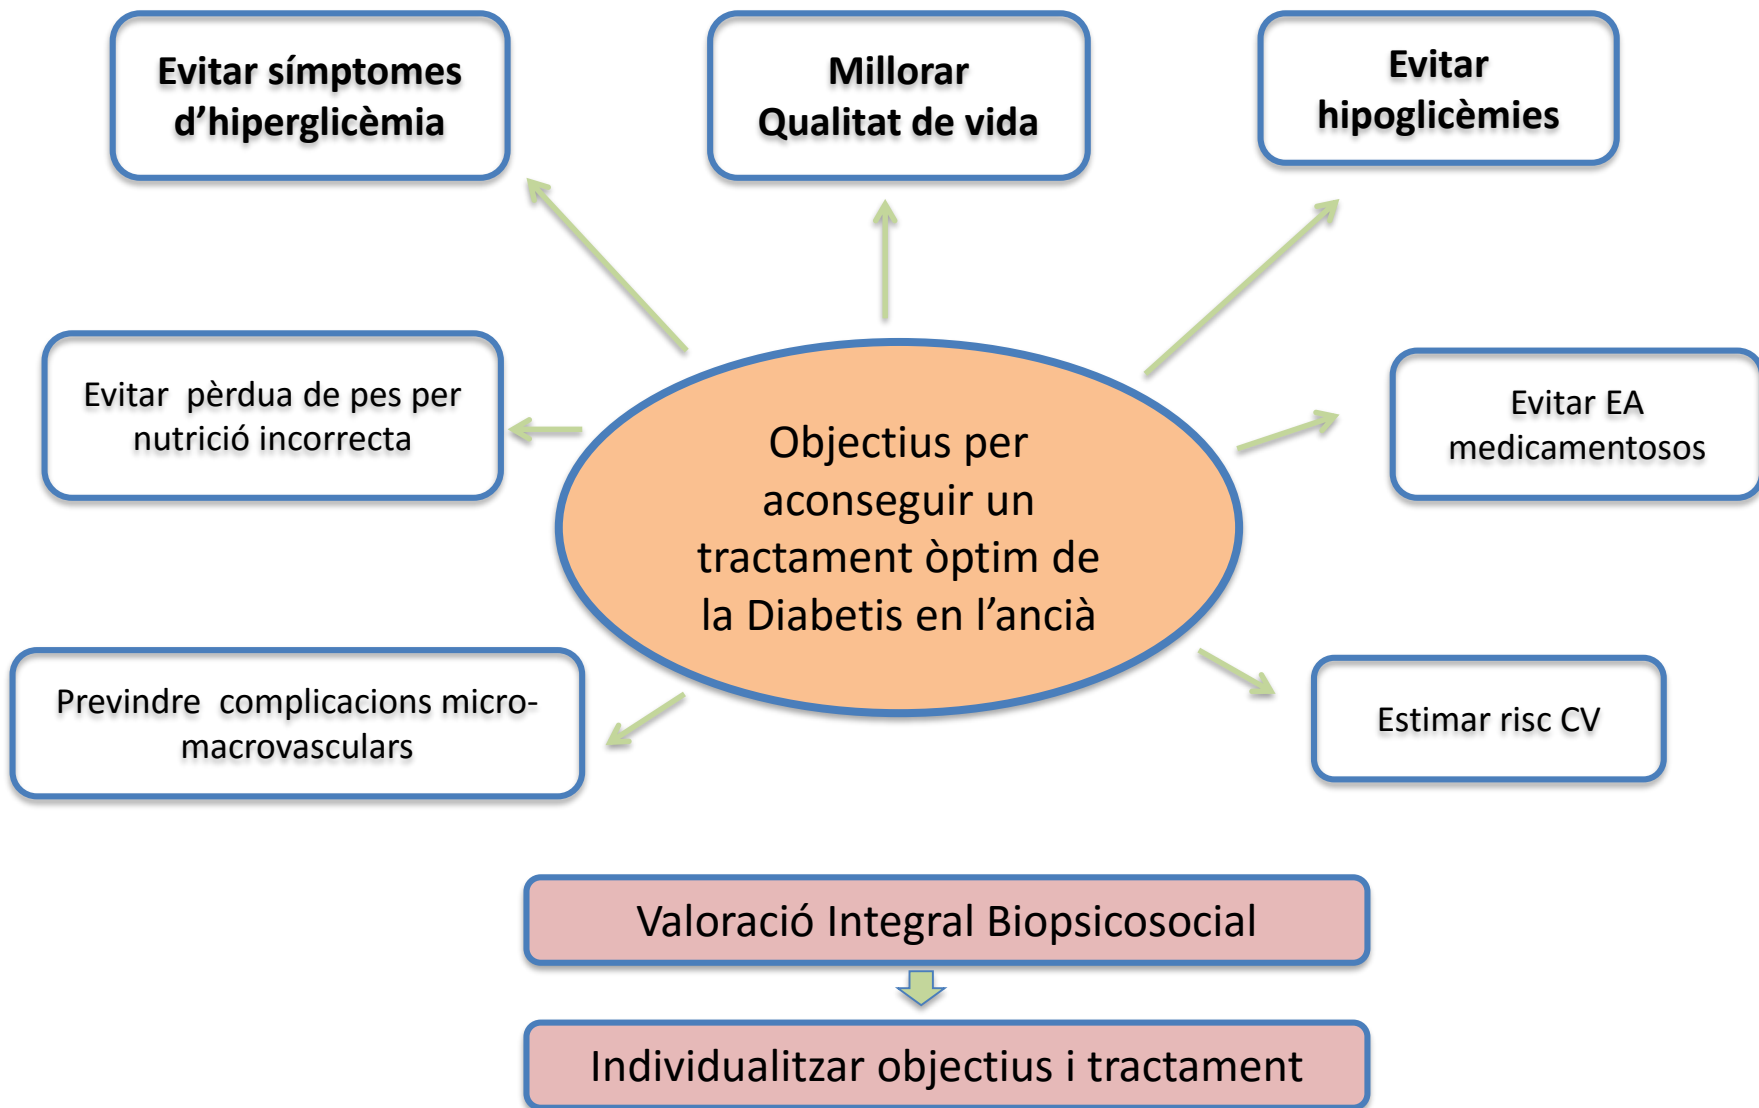 Evitar símptomes
d’hiperglicèmia
Millorar
Qualitat de vida
Evitar
hipoglicèmies
Evitar  pèrdua de pes per
nutrició incorrecta
Objectius per
aconseguir un
tractament òptim de
la Diabetis en l’ancià
Evitar EA
medicamentosos
Previndre  complicacions micro-
macrovasculars
Estimar risc CV
Valoració Integral Biopsicosocial
Individualitzar objectius i tractament